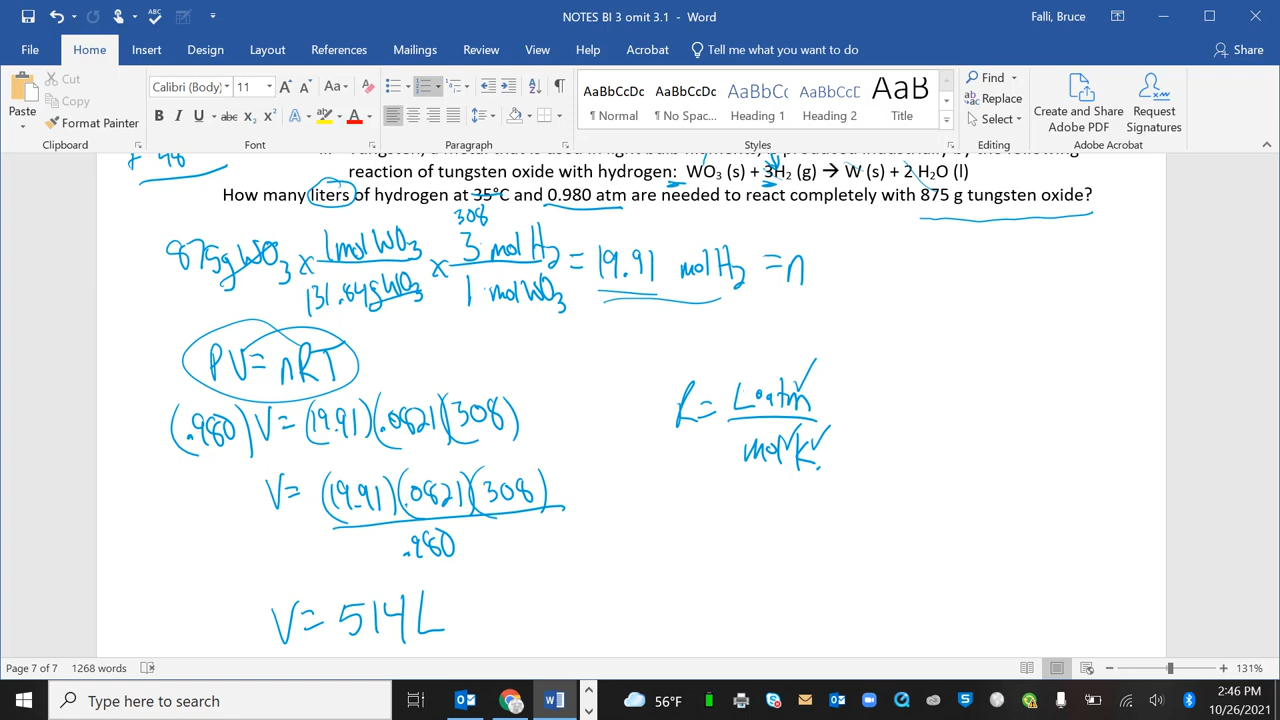 NOTES BI 3 omit 3.1 - Word
Falli, Bruce
File Home Insert Design Layout References Mailings Review View Help Acrobat Tell me what you want to do Share
Paste
Cut
Copy
Format Painter
Clipboard
Calibri (Body) 11
Font
Paragraph
AaBbCcDc AaBbCcDc AaBbCc AaBbCcD AaB
¶ Normal ¶ No Spac... Heading 1 Heading 2 Title
Styles
Find
Replace
Select
Editing
Create and Share Adobe PDF
Request Signatures
Adobe Acrobat
+ 48
reaction of tungsten oxide with hydrogen: WO₃ (s) + 3H₂ (g) → W (s) + 2 H₂O (l)
How many liters of hydrogen at 35°C and 0.980 atm are needed to react completely with 875 g tungsten oxide?
308
875g WO₃ x 1 mol WO₃ / 131.84g WO₃ x 3 mol H₂ / 1 mol WO₃ = 19.91 mol H₂ = n
PV = nRT
R = L•atm / mol•K
(.980) V = (19.91)(.0821)(308)
V = (19.91)(.0821)(308)
.980
V = 514 L
Page 7 of 7 1268 words 131%
Type here to search
56°F
2:46 PM
10/26/2021